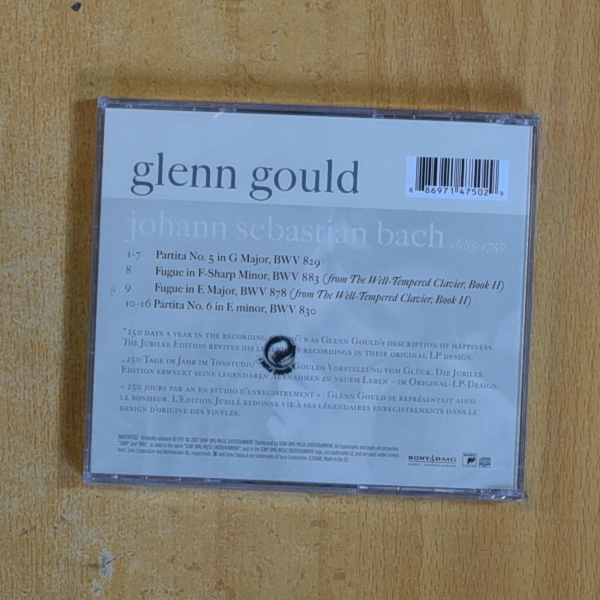 glenn gould
8 86971 47502 9
johann sebastian bach 1685-1750
1-7 Partita No. 5 in G Major, BWV 829
8 Fugue in F-Sharp Minor, BWV 883 (from The Well-Tempered Clavier, Book II)
9 Fugue in E Major, BWV 878 (from The Well-Tempered Clavier, Book II)
10-16 Partita No. 6 in E minor, BWV 830
"250 days a year in the recording was Glenn Gould's description of happiness.
The Jubilee Edition revives his recordings in their original LP design.
"250 Tage im Jahr im Tonstudio Goulds Vorstellung vom Glück. Die Jubilee
Edition erweckt seine legendären Aufnahmen zu neuem Leben – im Original-LP-Design.
« 250 jours par an en studio d'enregistrement » : Glenn Gould se représentait ainsi
le bonheur. L'Edition Jubilé redonne vie à ses légendaires enregistrements dans le
design d'origine des vinyles.
SONY BMG
MUSIC ENTERTAINMENT